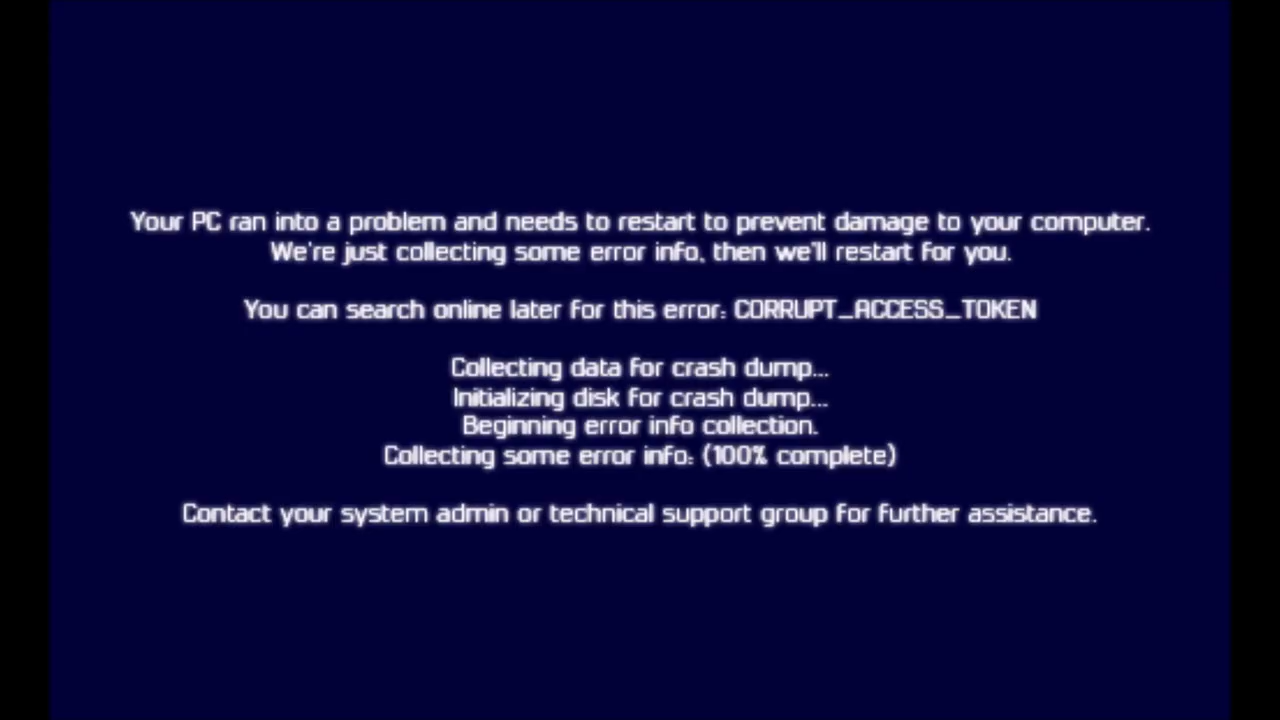 Your PC ran into a problem and needs to restart to prevent damage to your computer.
We're just collecting some error info, then we'll restart for you.
You can search online later for this error: CORRUPT_ACCESS_TOKEN
Collecting data for crash dump...
Initializing disk for crash dump...
Beginning error info collection.
Collecting some error info: (100% complete)
Contact your system admin or technical support group for further assistance.